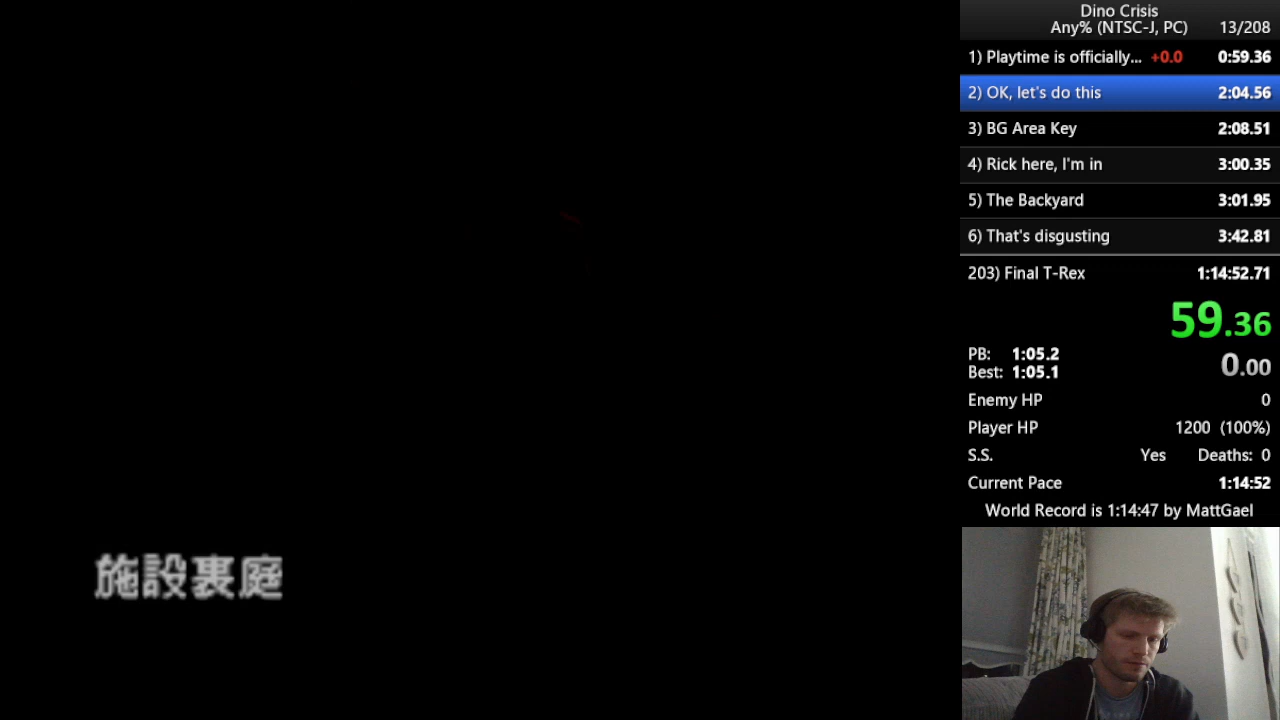 施設裏庭
Dino Crisis
Any% (NTSC-J, PC) 13/208
1) Playtime is officially... +0.0 0:59.36
2) OK, let's do this 2:04.56
3) BG Area Key 2:08.51
4) Rick here, I'm in 3:00.35
5) The Backyard 3:01.95
6) That's disgusting 3:42.81
203) Final T-Rex 1:14:52.71
59.36
PB: 1:05.2
Best: 1:05.1
0.00
Enemy HP 0
Player HP 1200 (100%)
S.S. Yes Deaths: 0
Current Pace 1:14:52
World Record is 1:14:47 by MattGael